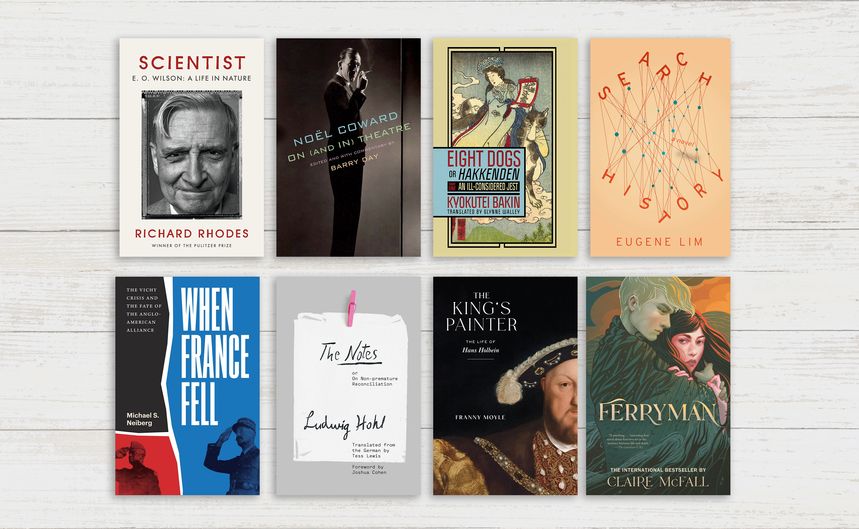 SCIENTIST
E. O. WILSON: A LIFE IN NATURE
RICHARD RHODES
WINNER OF THE PULITZER PRIZE
NOËL COWARD
ON (AND IN) THEATRE
EDITED AND WITH COMMENTARY BY
BARRY DAY
EIGHT DOGS
OR HAKKENDEN
AN ILL-CONSIDERED JEST
KYOKUTEI BAKIN
TRANSLATED BY GLYNNE WALLEY
SEARCH
a novel
HISTORY
EUGENE LIM
THE VICHY
CRISIS AND
THE FATE OF
THE ANGLO-
AMERICAN
ALLIANCE
WHEN
FRANCE
FELL
Michael S.
Neiberg
The Notes
or
On Non-premature
Reconciliation
Ludwig Hohl
Translated from
the German by
Tess Lewis
Foreword by
Joshua Cohen
THE
KING'S
PAINTER
THE LIFE OF
Hans Holbein
FRANNY MOYLE
FERRYMAN
THE INTERNATIONAL BESTSELLER BY
CLAIRE McFALL